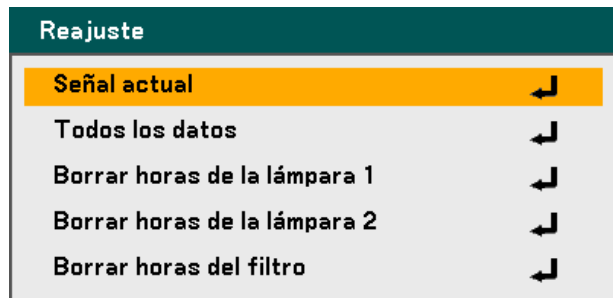 Reajuste
Señal actual
Todos los datos
Borrar horas de la lámpara 1
Borrar horas de la lámpara 2
Borrar horas del filtro